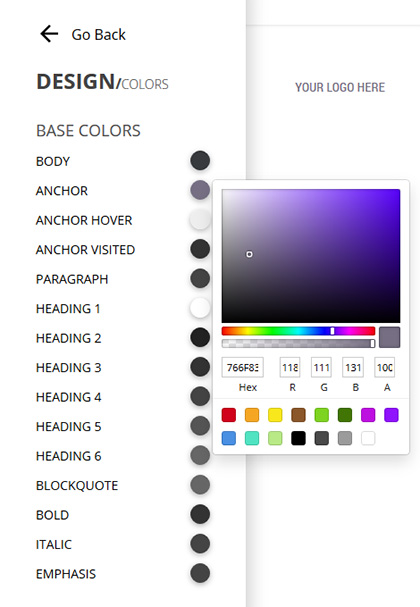 Go Back
DESIGN/COLORS
YOUR LOGO HERE
BASE COLORS
BODY
ANCHOR
ANCHOR HOVER
ANCHOR VISITED
PARAGRAPH
HEADING 1
HEADING 2
HEADING 3
HEADING 4
HEADING 5
HEADING 6
BLOCKQUOTE
BOLD
ITALIC
EMPHASIS
118 111 131 100
Hex R G B A